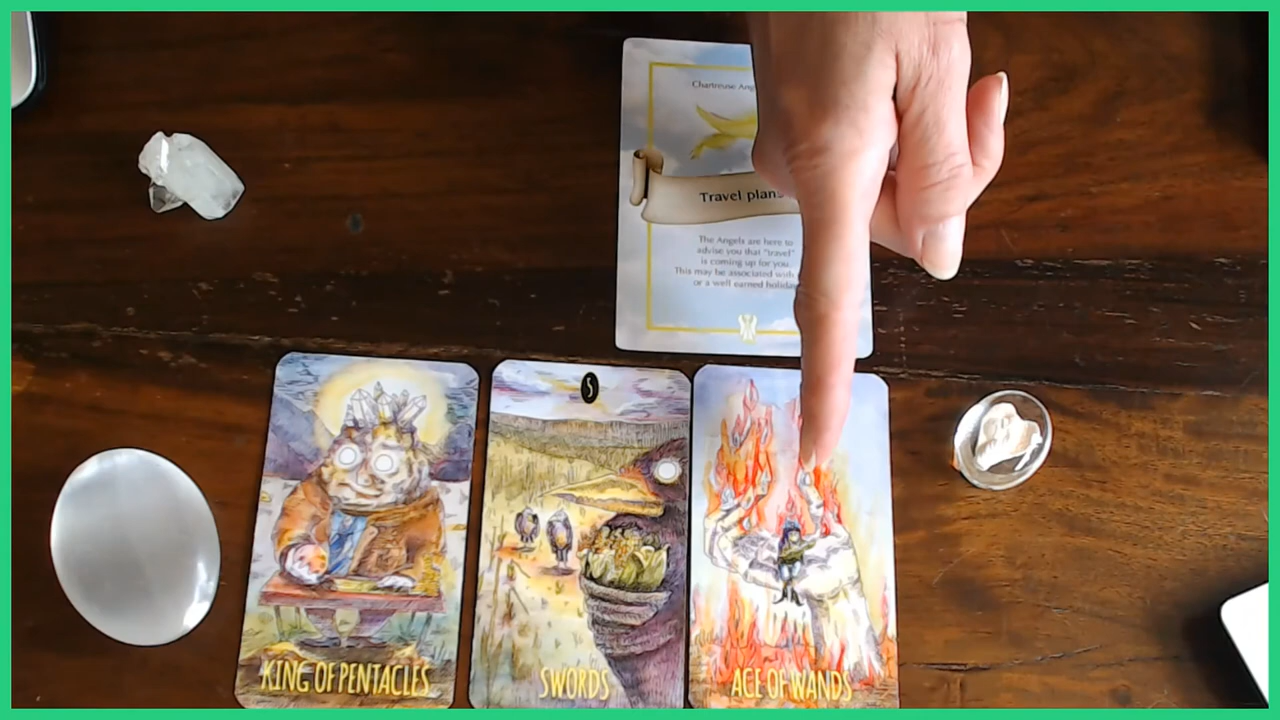 Chartreuse Ang
Travel plans
The Angels are here to
advise you that "travel"
is coming up for you.
This may be associated with
or a well earned holiday
5
KING OF PENTACLES
SWORDS
ACE OF WANDS